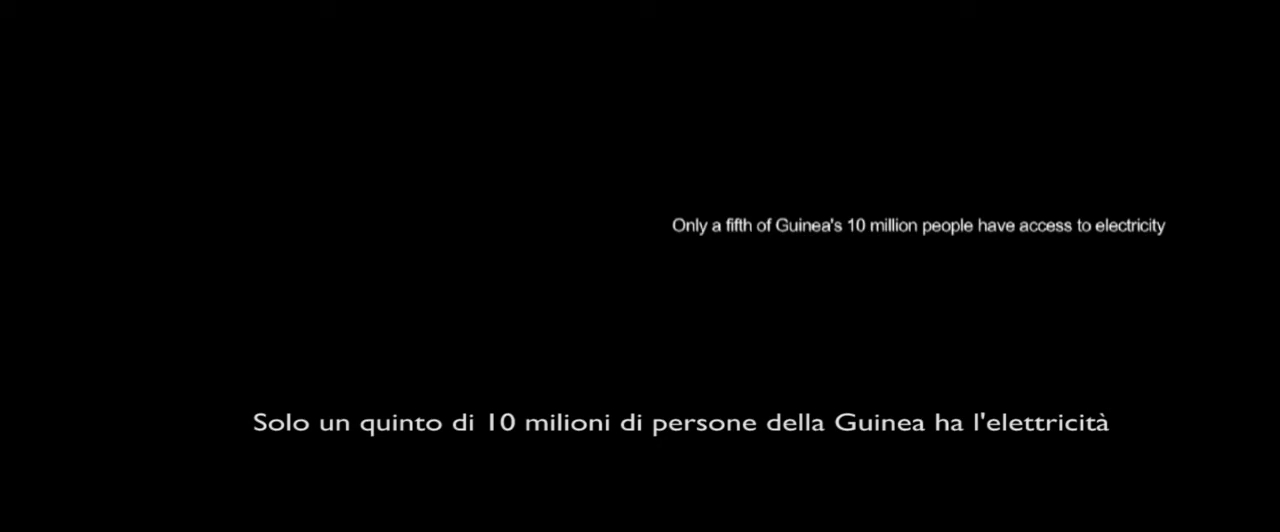 Only a fifth of Guinea's 10 million people have access to electricity
Solo un quinto di 10 milioni di persone della Guinea ha l'elettricità